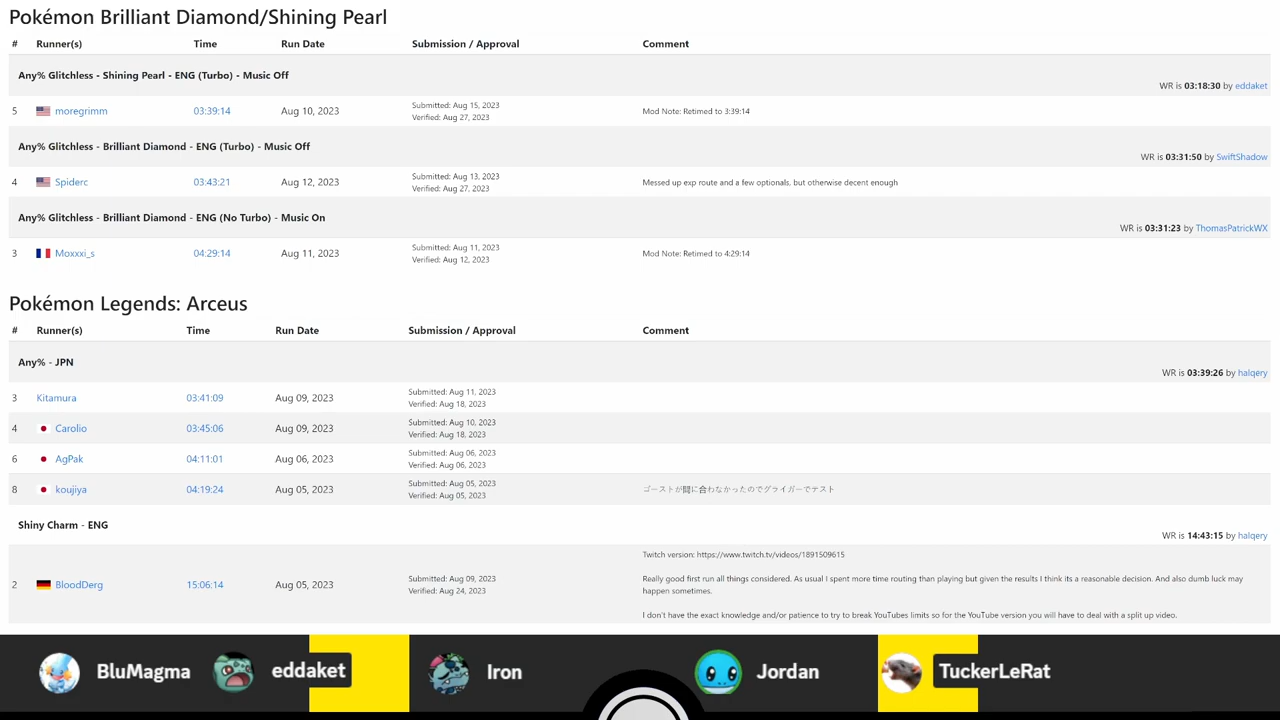 Pokémon Brilliant Diamond/Shining Pearl
# Runner(s) Time Run Date Submission / Approval Comment
Any% Glitchless - Shining Pearl - ENG (Turbo) - Music Off
WR is 03:18:30 by eddaket
5 moregrimm 03:39:14 Aug 10, 2023 Submitted: Aug 15, 2023 Mod Note: Retimed to 3:39:14
Verified: Aug 27, 2023
Any% Glitchless - Brilliant Diamond - ENG (Turbo) - Music Off
WR is 03:31:50 by SwiftShadow
4 Spiderc 03:43:21 Aug 12, 2023 Submitted: Aug 13, 2023 Messed up exp route and a few optionals, but otherwise decent enough
Verified: Aug 27, 2023
Any% Glitchless - Brilliant Diamond - ENG (No Turbo) - Music On
WR is 03:31:23 by ThomasPatrickWX
3 Moxxxi_s 04:29:14 Aug 11, 2023 Submitted: Aug 11, 2023 Mod Note: Retimed to 4:29:14
Verified: Aug 12, 2023
Pokémon Legends: Arceus
# Runner(s) Time Run Date Submission / Approval Comment
Any% - JPN
WR is 03:39:26 by halqery
3 Kitamura 03:41:09 Aug 09, 2023 Submitted: Aug 11, 2023
Verified: Aug 18, 2023
4 Carolio 03:45:06 Aug 09, 2023 Submitted: Aug 10, 2023
Verified: Aug 18, 2023
6 AgPak 04:11:01 Aug 06, 2023 Submitted: Aug 06, 2023
Verified: Aug 06, 2023
8 koujiya 04:19:24 Aug 05, 2023 Submitted: Aug 05, 2023 ゴーストが間に合わなかったのでグライガーでテスト
Verified: Aug 05, 2023
Shiny Charm - ENG
WR is 14:43:15 by halqery
Twitch version: https://www.twitch.tv/videos/1891509615
2 BloodDerg 15:06:14 Aug 05, 2023 Submitted: Aug 09, 2023 Really good first run all things considered. As usual I spent more time routing than playing but given the results I think its a reasonable decision. And also dumb luck may
Verified: Aug 24, 2023 happen sometimes.
I don't have the exact knowledge and/or patience to try to break YouTubes limits so for the YouTube version you will have to deal with a split up video.
BluMagma eddaket Iron Jordan TuckerLeRat